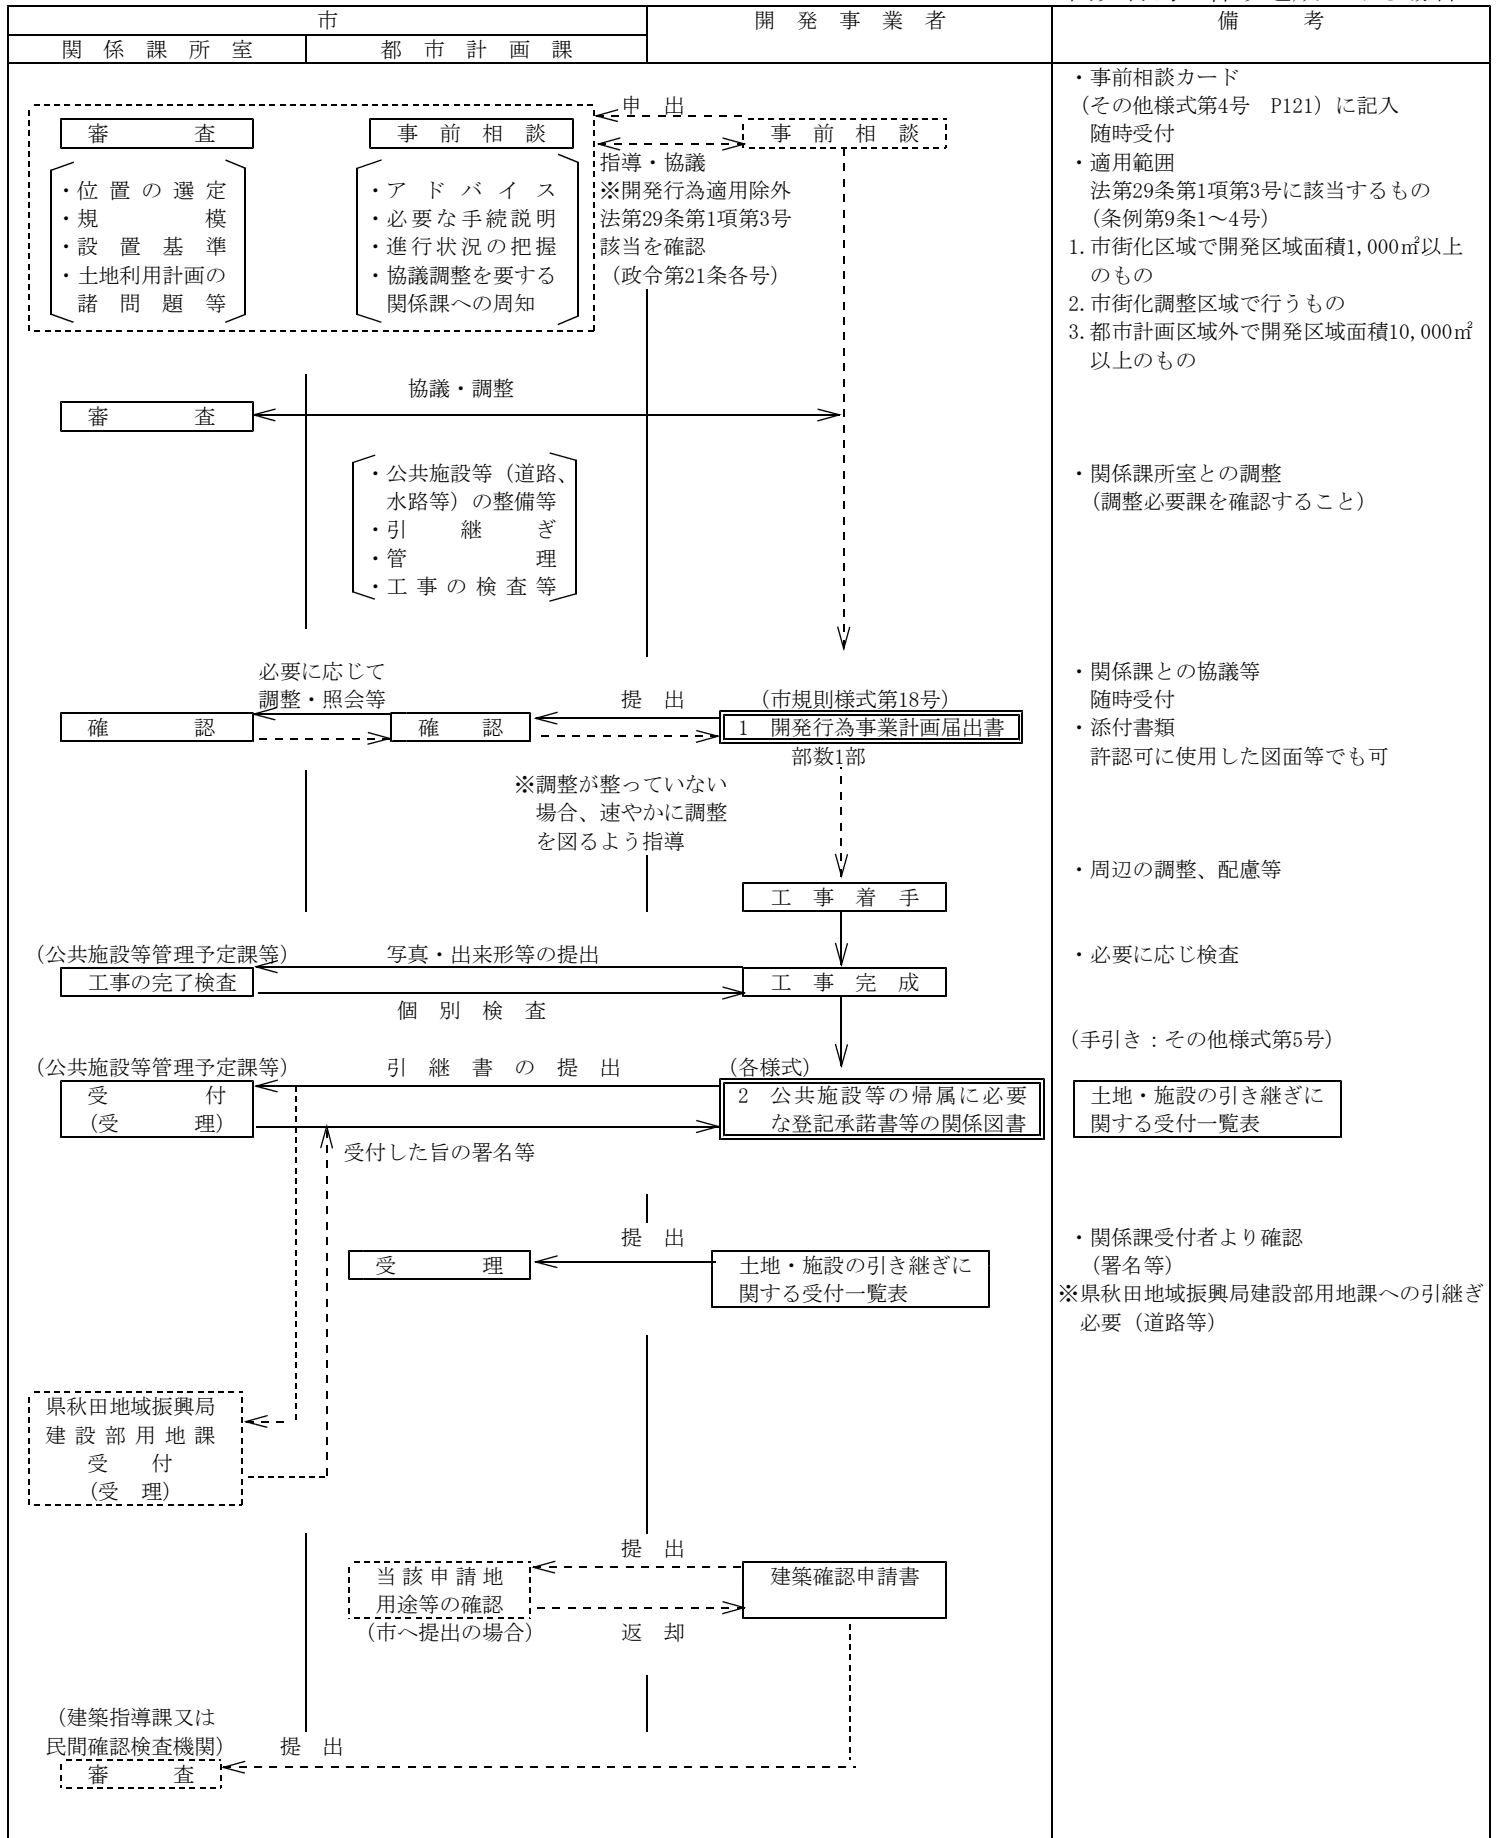 市
開 発 事 業 者
備 考
関 係 課 所 室
都 市 計 画 課
申 出
審 査
事 前 相 談
事 前 相 談
・位置の選定
・規 模
・設 置 基 準
・土地利用計画の
諸 問 題 等
・ア ド バ イ ス
・必要な手続説明
・進行状況の把握
・協議調整を要する
関係課への周知
指導・協議
※開発行為適用除外
法第29条第1項第3号
該当を確認
（政令第21条各号）
・事前相談カード
（その他様式第4号 P121）に記入
随時受付
・適用範囲
法第29条第1項第3号に該当するもの
（条例第9条1～4号）
1.市街化区域で開発区域面積1,000㎡以上
のもの
2.市街化調整区域で行うもの
3.都市計画区域外で開発区域面積10,000㎡
以上のもの
協議・調整
審 査
・公共施設等（道路、
水路等）の整備等
・引 継 ぎ
・管 理
・工事の検査等
・関係課所室との調整
（調整必要課を確認すること）
必要に応じて
調整・照会等
提 出
（市規則様式第18号）
確 認
確 認
1 開発行為事業計画届出書
部数1部
※調整が整っていない
場合、速やかに調整
を図るよう指導
・関係課との協議等
随時受付
・添付書類
許認可に使用した図面等でも可
・周辺の調整、配慮等
工 事 着 手
（公共施設等管理予定課等）
写真・出来形等の提出
・必要に応じ検査
工事の完了検査
工 事 完 成
個 別 検 査
（手引き：その他様式第5号）
（公共施設等管理予定課等）
引 継 書 の 提 出
（各様式）
受 付
（受 理）
2 公共施設等の帰属に必要
な登記承諾書等の関係図書
土地・施設の引き継ぎに
関する受付一覧表
受付した旨の署名等
提 出
受 理
土地・施設の引き継ぎに
関する受付一覧表
・関係課受付者より確認
（署名等）
※県秋田地域振興局建設部用地課への引継ぎ
必要（道路等）
県秋田地域振興局
建設部用地課
受 付
（受 理）
提 出
当該申請地
用途等の確認
（市へ提出の場合）
建築確認申請書
返 却
（建築指導課又は
民間確認検査機関）
提 出
審 査